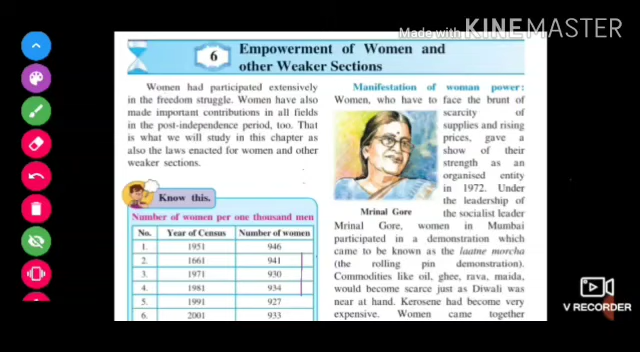 Made with KINEMASTER
6
Empowerment of Women and
other Weaker Sections
Women had participated extensively
in the freedom struggle. Women have also
made important contributions in all fields
in the post-independence period, too. That
is what we will study in this chapter as
also the laws enacted for women and other
weaker sections.
Know this.
Number of women per one thousand men
No. Year of Census Number of women
1. 1951 946
2. 1661 941
3. 1971 930
4. 1981 934
5. 1991 927
6. 2001 933
Manifestation of woman power:
Women, who have to face the brunt of
scarcity of
supplies and rising
prices, gave a
show of their
strength as an
organised entity
in 1972. Under
the leadership of
the socialist leader
Mrinal Gore
Mrinal Gore, women in Mumbai
participated in a demonstration which
came to be known as the laatne morcha
(the rolling pin demonstration).
Commodities like oil, ghee, rava, maida,
would become scarce just as Diwali was
near at hand. Kerosene had become very
expensive. Women came together
V RECORDER